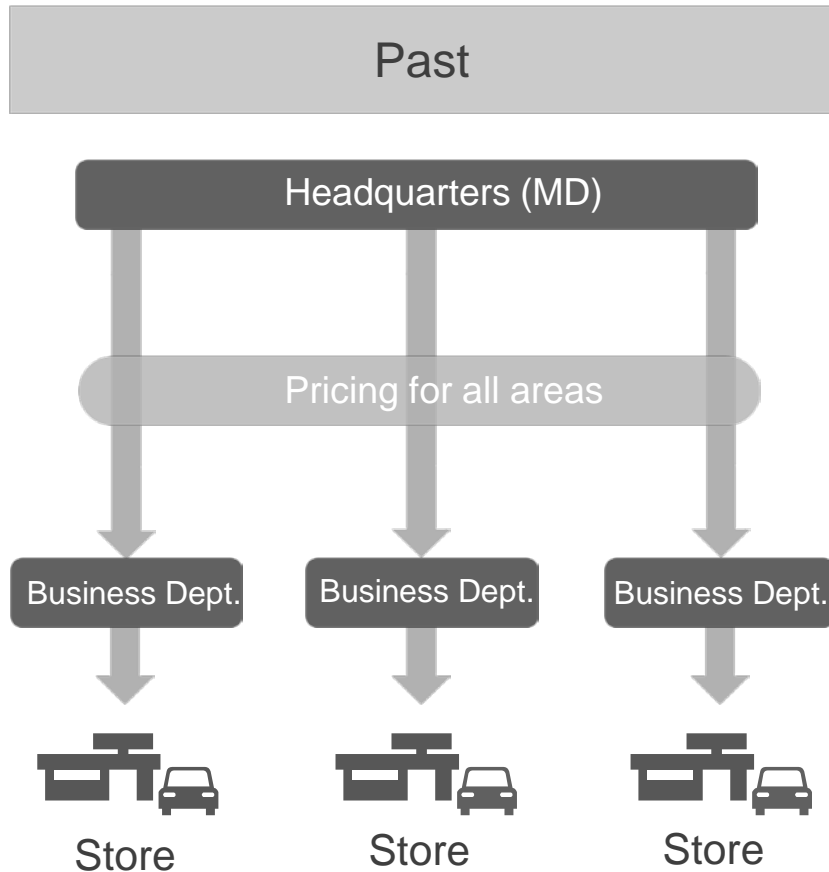 Past
Headquarters (MD)
Pricing for all areas
Business Dept.
Business Dept.
Business Dept.
Store
Store
Store